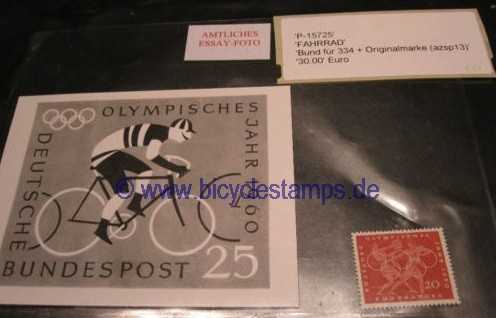 AMTLICHES
ESSAY-FOTO
'P-15725'
'FAHRRAD'
'Bund für 334 + Originalmarke (azsp13)'
'30.00' Euro
OLYMPISCHES
JAHR 1960
DEUTSCHE
BUNDESPOST 25
© www.bicyclestamps.de
20